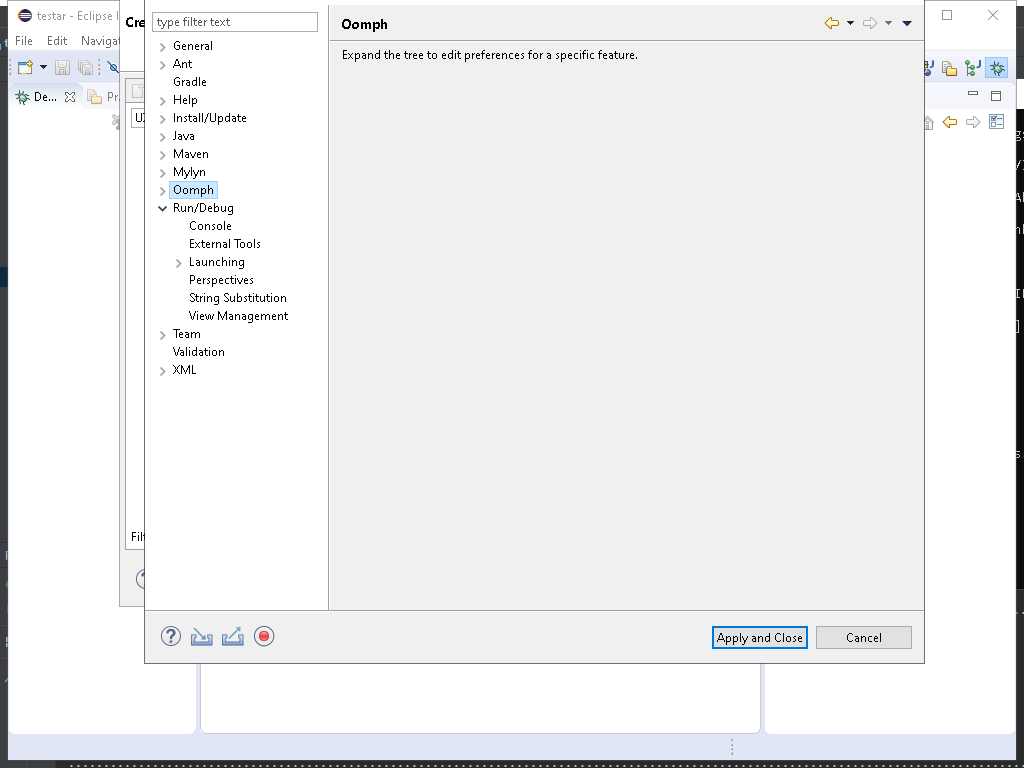 testar - Eclipse I
Cre
File Edit Navigat
De...
Pr
type filter text
General
Ant
Gradle
Help
Install/Update
Java
Maven
Mylyn
Oomph
Run/Debug
Console
External Tools
Launching
Perspectives
String Substitution
View Management
Team
Validation
XML
Oomph
Expand the tree to edit preferences for a specific feature.
Filt
Apply and Close
Cancel